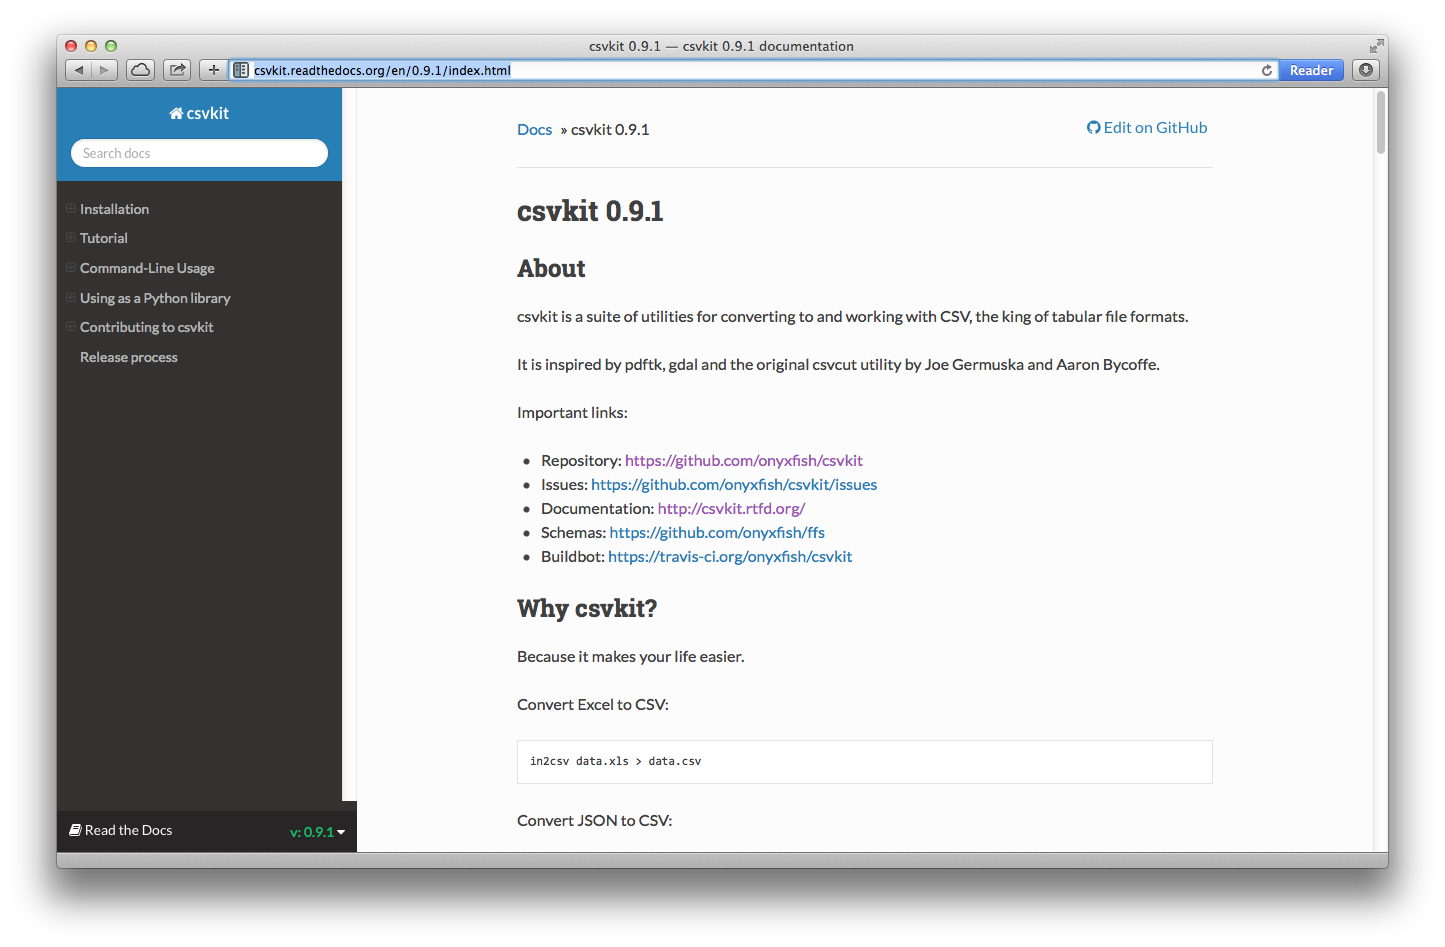 csvkit 0.9.1 — csvkit 0.9.1 documentation
csvkit.readthedocs.org/en/0.9.1/index.html
Reader
csvkit
Search docs
Installation
Tutorial
Command-Line Usage
Using as a Python library
Contributing to csvkit
Release process
Read the Docs
v: 0.9.1
Docs » csvkit 0.9.1
Edit on GitHub
csvkit 0.9.1
About
csvkit is a suite of utilities for converting to and working with CSV, the king of tabular file formats.
It is inspired by pdftk, gdal and the original csvcut utility by Joe Germuska and Aaron Bycoffe.
Important links:
• Repository: https://github.com/onyxfish/csvkit
• Issues: https://github.com/onyxfish/csvkit/issues
• Documentation: http://csvkit.rtfd.org/
• Schemas: https://github.com/onyxfish/ffs
• Buildbot: https://travis-ci.org/onyxfish/csvkit
Why csvkit?
Because it makes your life easier.
Convert Excel to CSV:
in2csv data.xls > data.csv
Convert JSON to CSV: